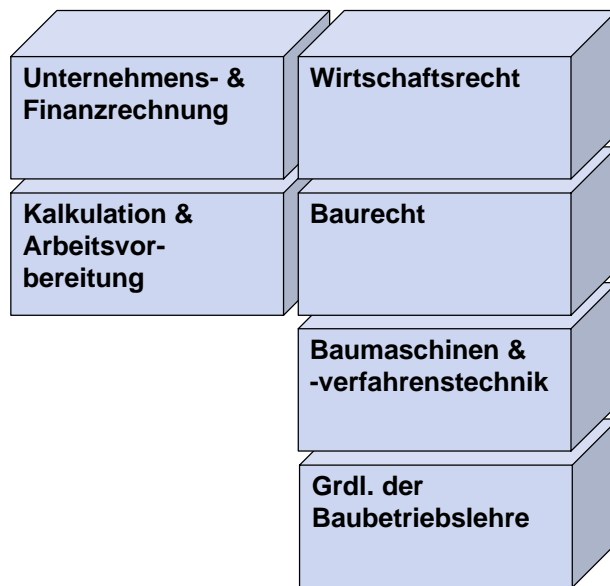 Unternehmens- &
Finanzrechnung
Wirtschaftsrecht
Kalkulation &
Arbeitsvor-
bereitung
Baurecht
Baumaschinen &
-verfahrenstechnik
Grdl. der
Baubetriebslehre